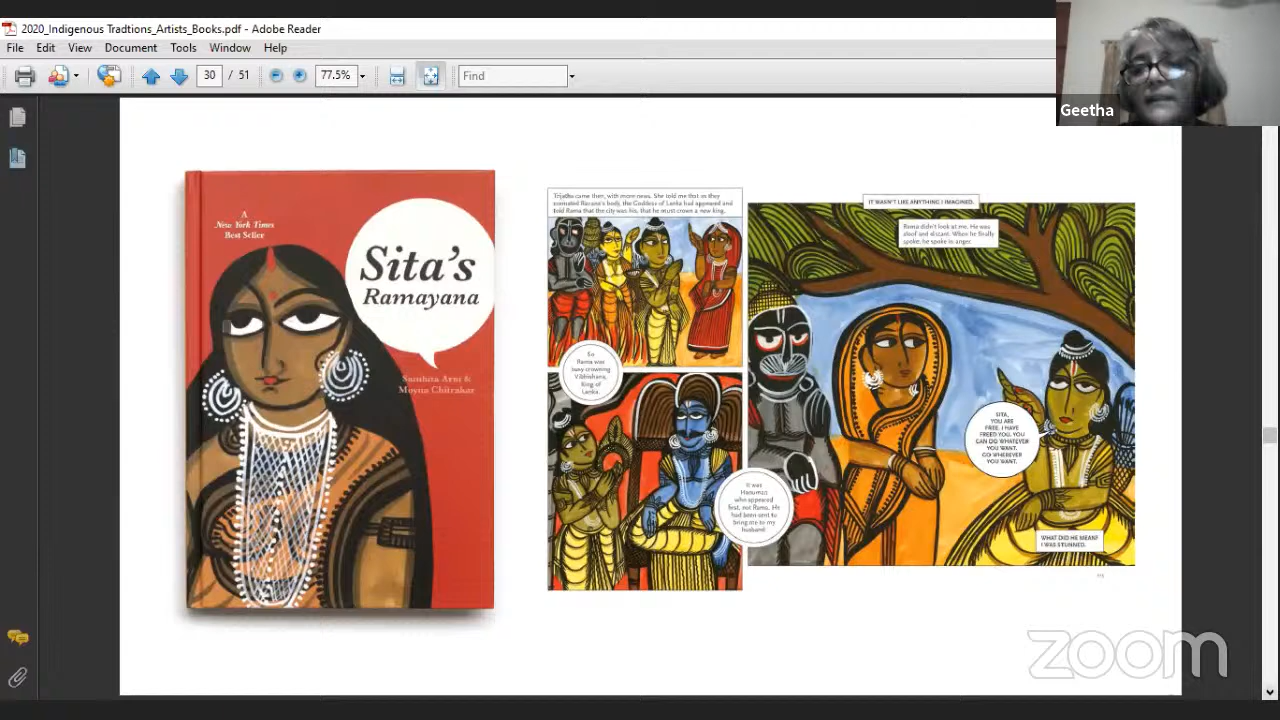 2020_Indigenous Tradtions_Artists_Books.pdf - Adobe Reader
File Edit View Document Tools Window Help
30 / 51 77.5% Find
Geetha
A
New York Times
Best Seller
Sita's
Ramayana
Samhita Arni &
Moyna Chitrakar
Trijatha came then, with more news. She told me that as they
cremated Ravana's body, the Goddess of Lanka had appeared and
told Rama that the city was his, that he must crown a new king.
So
Rama was
busy crowning
Vibhishana,
King of
Lanka.
It was
Hanuman
who appeared
first, not Rama. He
had been sent to
bring me to my
husband.
IT WASN'T LIKE ANYTHING I IMAGINED.
Rama didn't look at me. He was
aloof and distant. When he finally
spoke, he spoke in anger.
SITA,
YOU ARE
FREE. I HAVE
FREED YOU. YOU
CAN DO WHATEVER
YOU WANT.
GO WHEREVER
YOU WANT.
WHAT DID HE MEAN?
I WAS STUNNED.
zoom